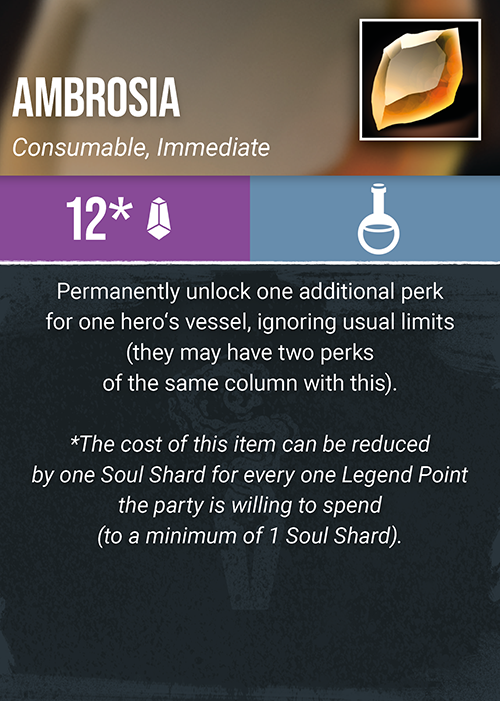 AMBROSIA
Consumable, Immediate
12*
Permanently unlock one additional perk
for one hero‘s vessel, ignoring usual limits
(they may have two perks
of the same column with this).
*The cost of this item can be reduced
by one Soul Shard for every one Legend Point
the party is willing to spend
(to a minimum of 1 Soul Shard).